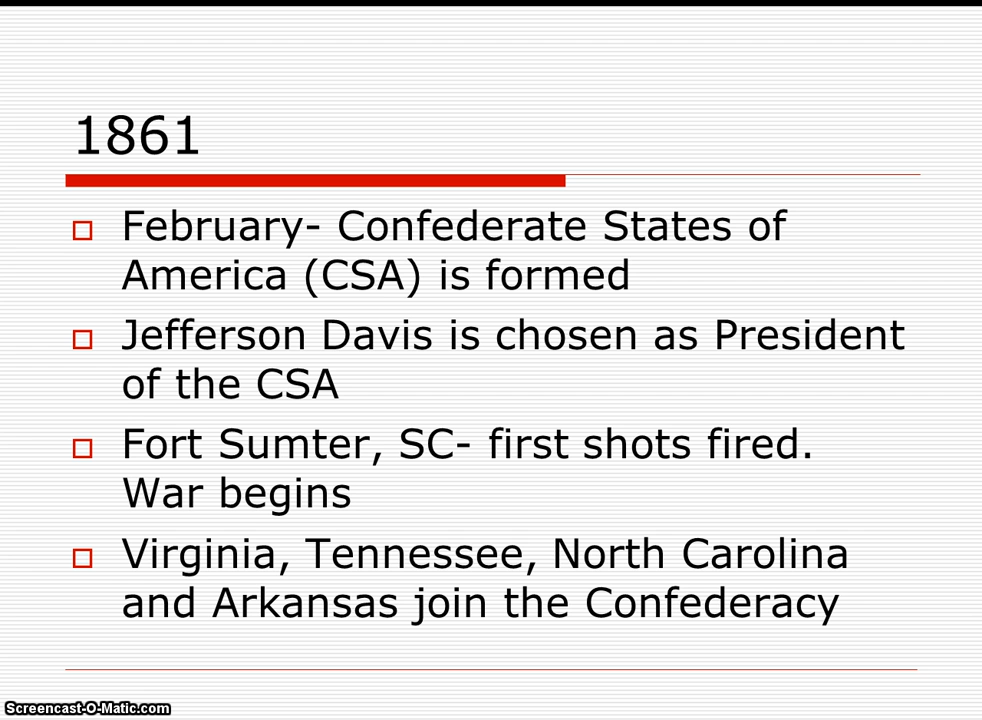 1861
February- Confederate States of
America (CSA) is formed
Jefferson Davis is chosen as President
of the CSA
Fort Sumter, SC- first shots fired.
War begins
Virginia, Tennessee, North Carolina
and Arkansas join the Confederacy
Screencast-O-Matic.com